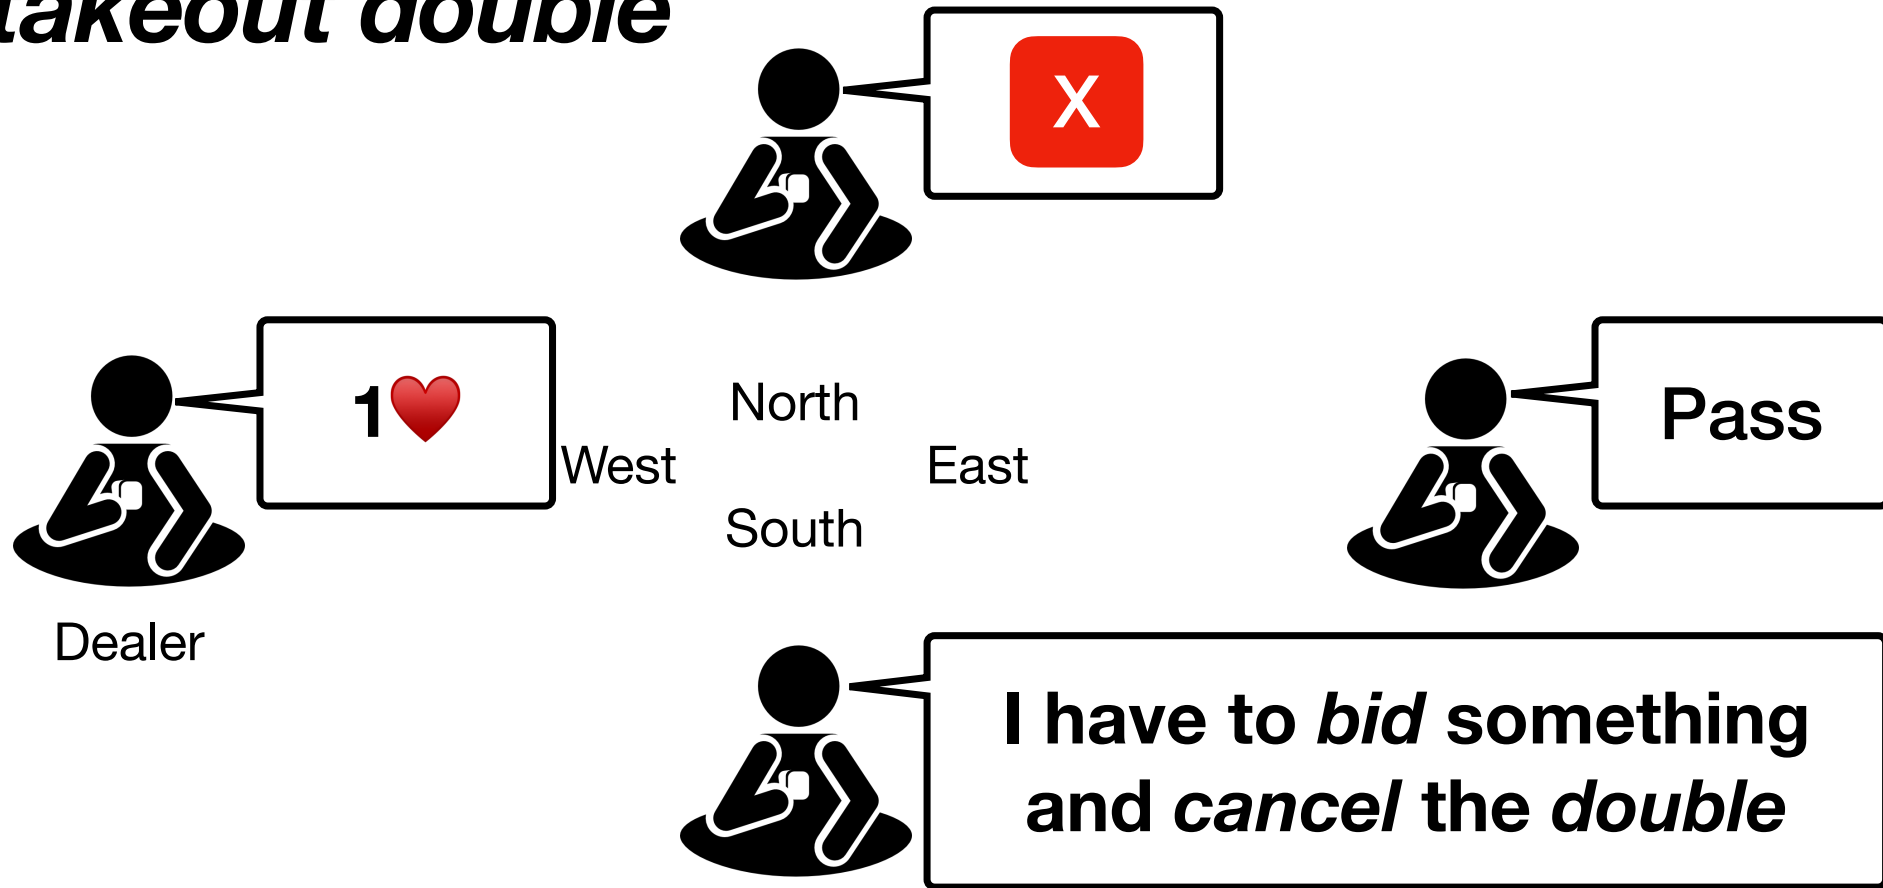 takeout double
X
1♥
North
West
East
South
Pass
Dealer
I have to bid something
and cancel the double